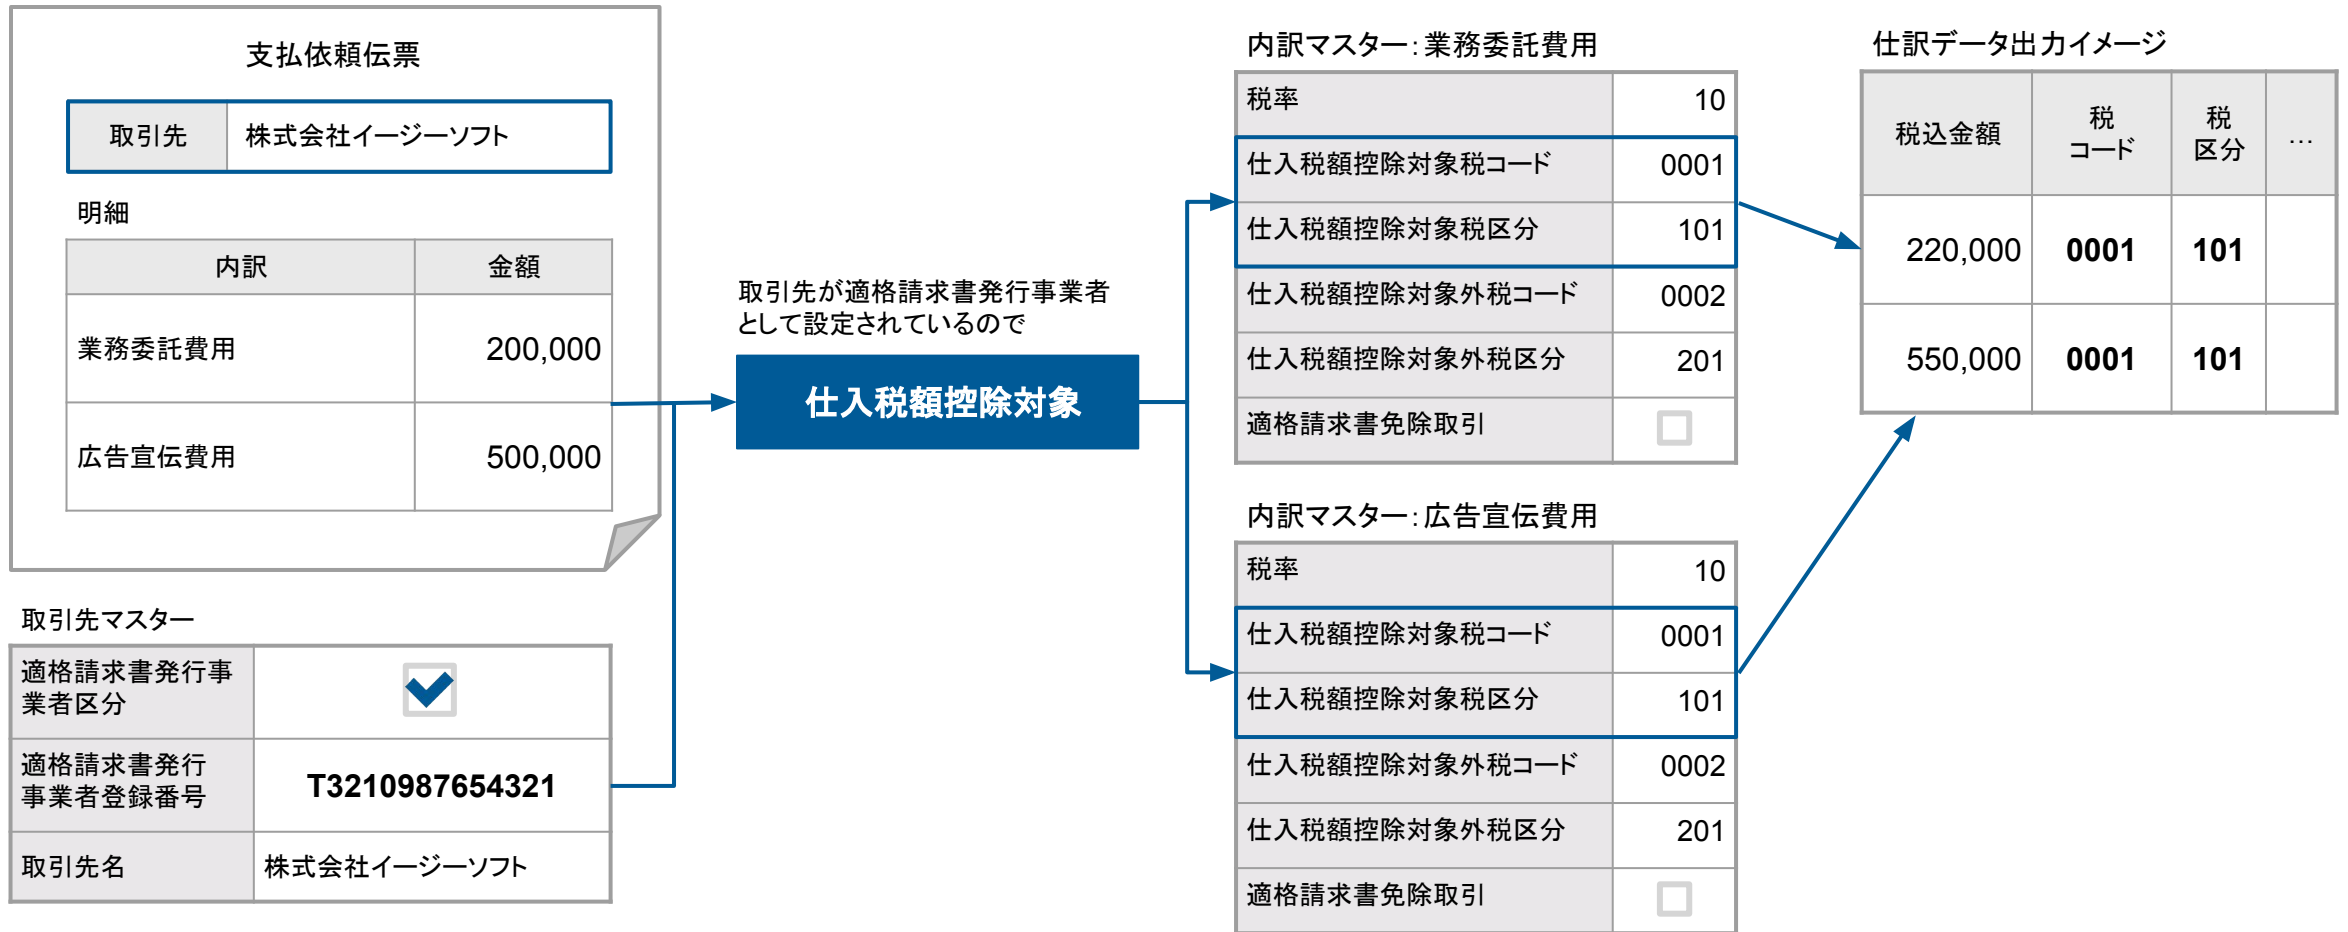 支払依頼伝票
取引先 株式会社イージーソフト
明細
内訳 金額
業務委託費用 200,000
広告宣伝費用 500,000
取引先マスター
適格請求書発行事
業者区分
適格請求書発行
事業者登録番号
T3210987654321
取引先名 株式会社イージーソフト
取引先が適格請求書発行事業者
として設定されているので
仕入税額控除対象
内訳マスター：業務委託費用
税率 10
仕入税額控除対象税コード 0001
仕入税額控除対象税区分 101
仕入税額控除対象外税コード 0002
仕入税額控除対象外税区分 201
適格請求書免除取引
内訳マスター：広告宣伝費用
税率 10
仕入税額控除対象税コード 0001
仕入税額控除対象税区分 101
仕入税額控除対象外税コード 0002
仕入税額控除対象外税区分 201
適格請求書免除取引
仕訳データ出力イメージ
税込金額
税
コード
税
区分
…
220,000 0001 101
550,000 0001 101